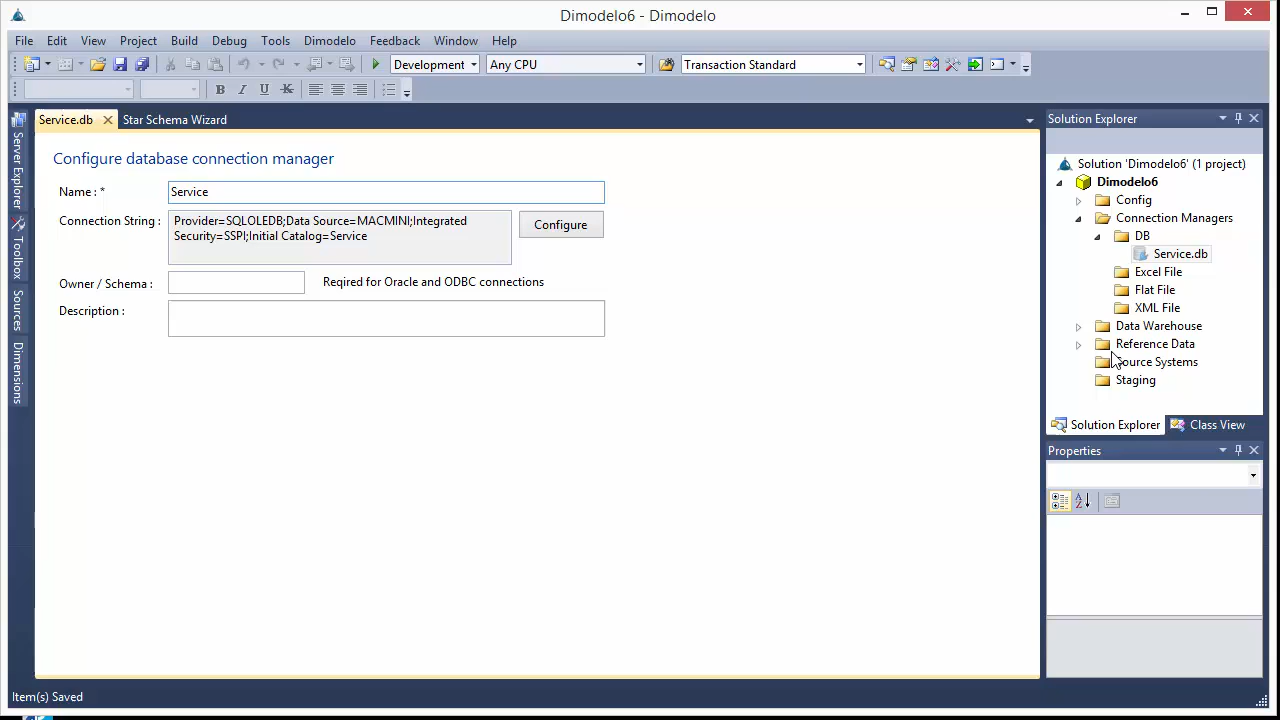 Dimodelo6 - Dimodelo
File Edit View Project Build Debug Tools Dimodelo Feedback Window Help
Development Any CPU Transaction Standard
B I U K
Service.db Star Schema Wizard
Server Explorer
Toolbox
Sources
Dimensions
Configure database connection manager
Name : * Service
Connection String : Provider=SQLOLEDB;Data Source=MACMINI;Integrated
Security=SSPI;Initial Catalog=Service
Configure
Owner / Schema : Reqired for Oracle and ODBC connections
Description :
Solution Explorer
Solution 'Dimodelo6' (1 project)
Dimodelo6
Config
Connection Managers
DB
Service.db
Excel File
Flat File
XML File
Data Warehouse
Reference Data
Source Systems
Staging
Solution Explorer Class View
Properties
Item(s) Saved